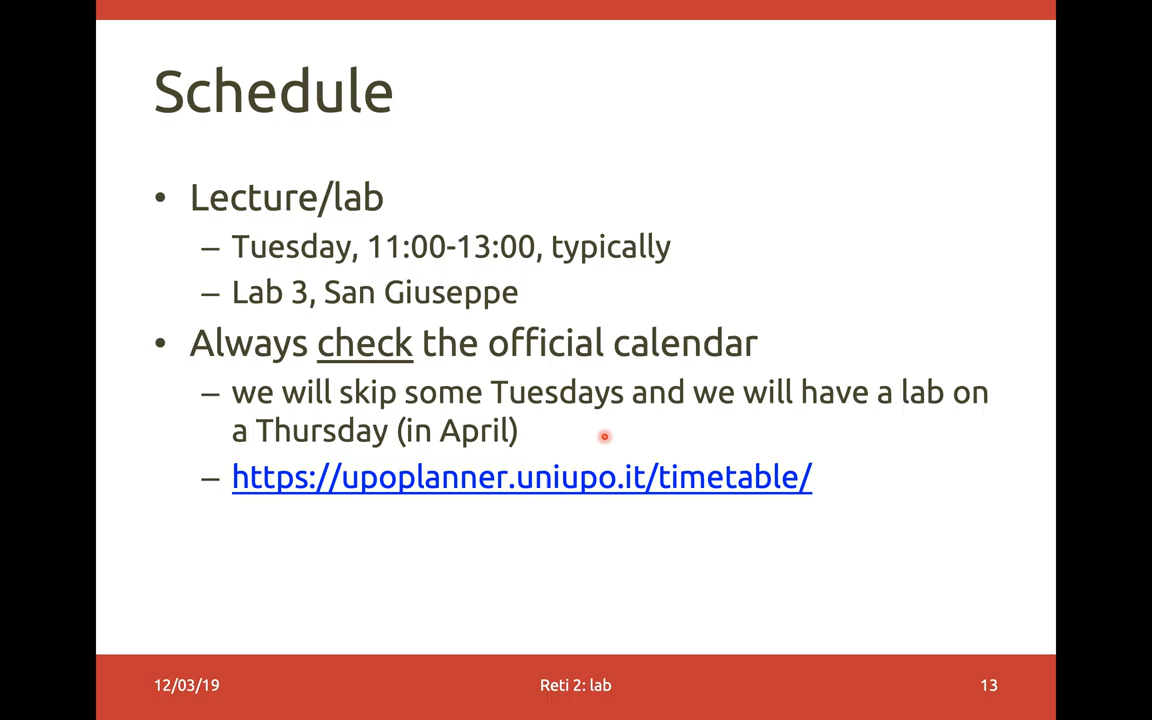 Schedule
• Lecture/lab
– Tuesday, 11:00-13:00, typically
– Lab 3, San Giuseppe
• Always check the official calendar
– we will skip some Tuesdays and we will have a lab on
a Thursday (in April)
– https://upoplanner.uniupo.it/timetable/
12/03/19 Reti 2: lab 13